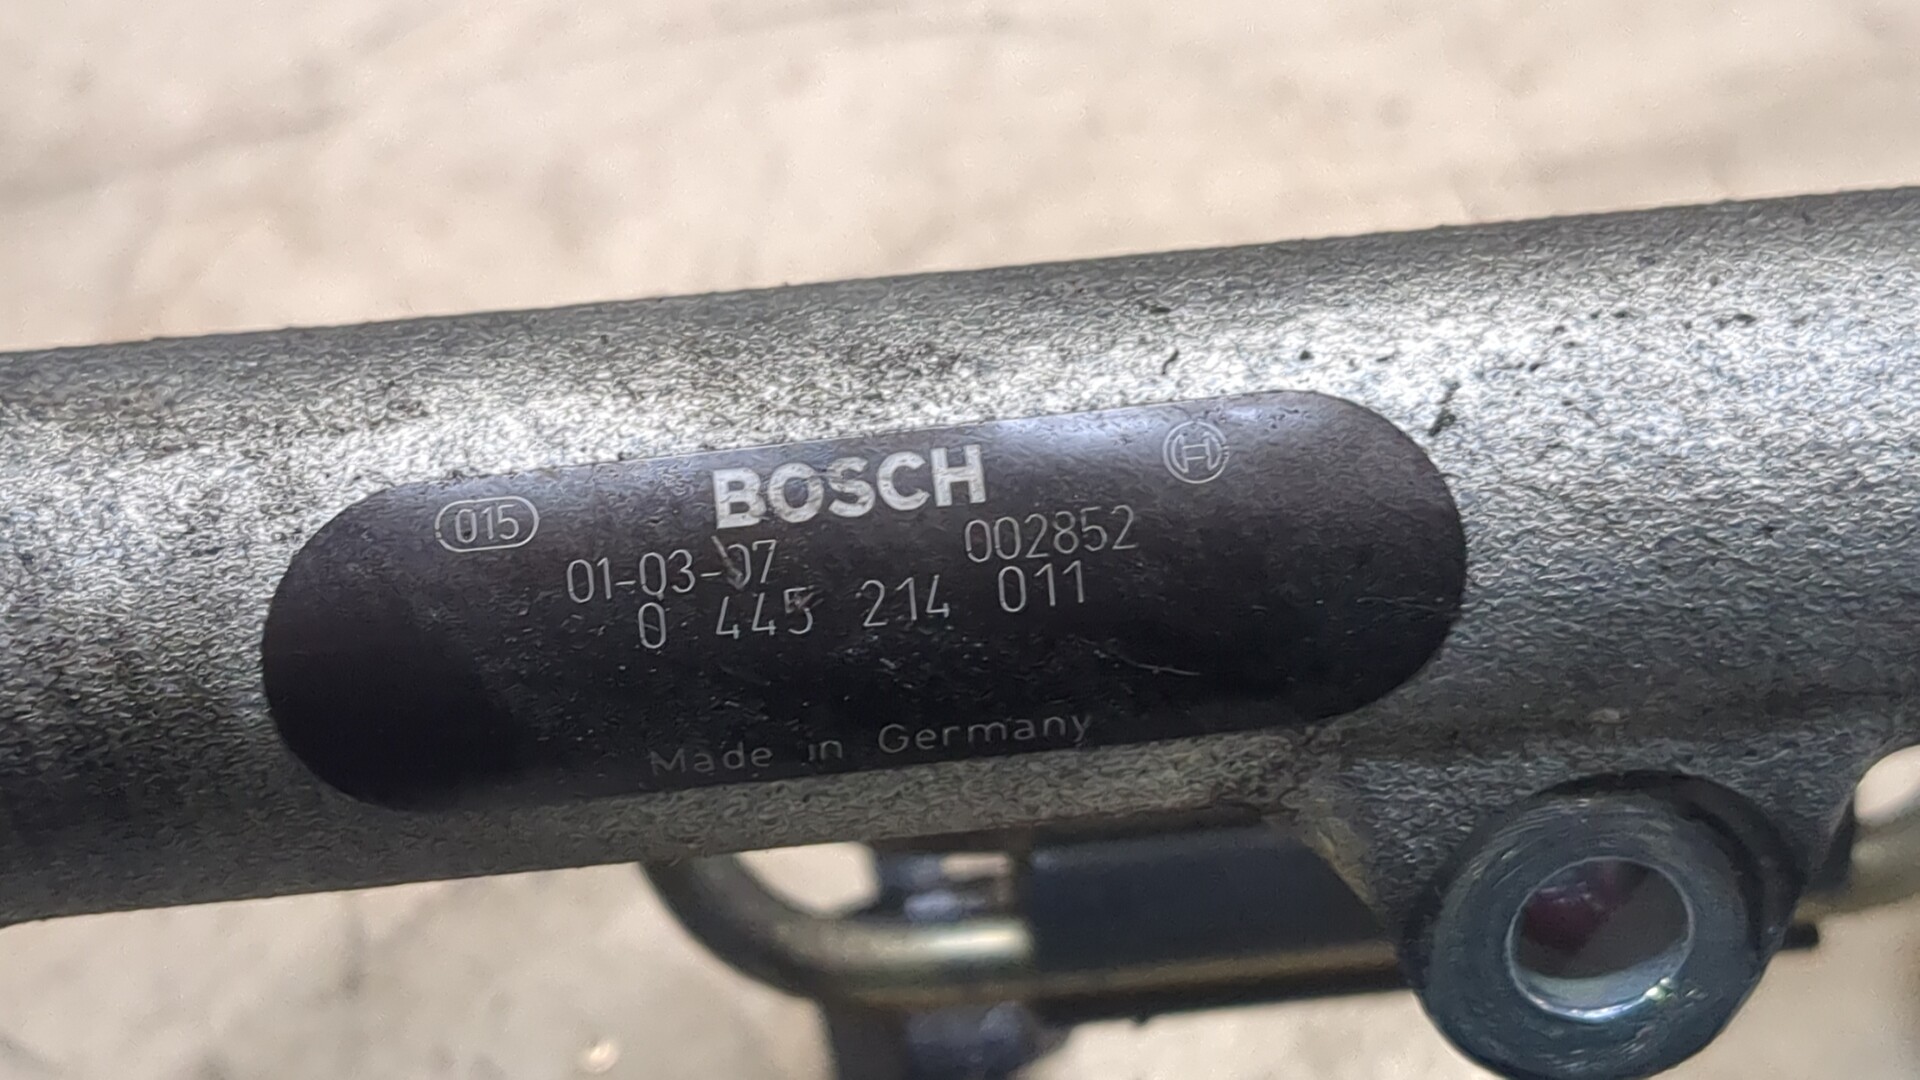 BOSCH
015
01-03-07 002852
0 445 214 011
Made in Germany